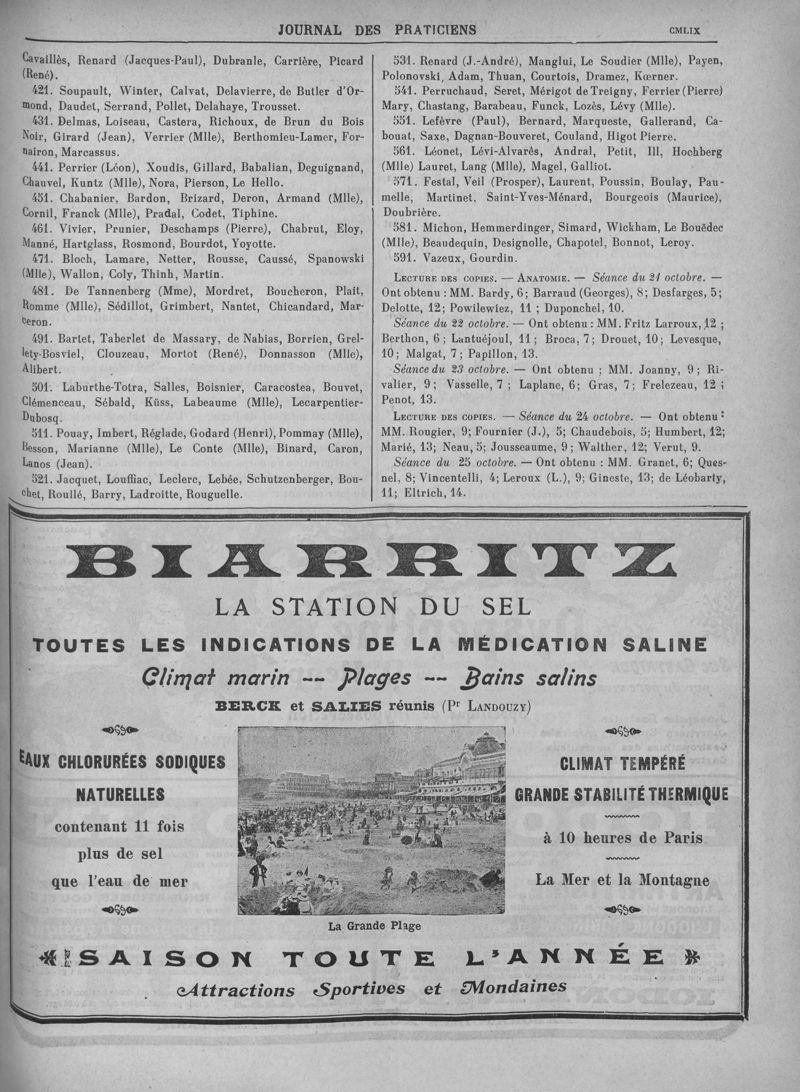 JOURNAL DES PRATICIENS
CMLIX
Cavaillès, Renard (Jacques-Paul), Dubranle, Carrière, Picard
(René).
421. Soupault, Winter, Calvat, Delavierre, de Butler d'Or-
mond, Daudet, Serrand, Pollet, Delahaye, Trousset.
431. Delmas, Loiseau, Castera, Richoux, de Brun du Bois
Noir, Girard (Jean), Verrier (Mlle), Berthomieu-Lamer, For-
nairon, Marcassus.
441. Perrier (Léon), Xoudis, Gillard, Babalian, Deguignand,
Chauvel, Kuntz (Mlle), Nora, Pierson, Le Hello.
451. Chabanier, Bardon, Brizard, Deron, Armand (Mlle),
Cornil, Franck (Mlle), Pradal, Codet, Tiphine.
461. Vivier, Prunier, Deschamps (Pierre), Chabrut, Eloy,
Manné, Hartglass, Rosmond, Bourdot, Yoyotte.
471. Bloch, Lamare, Netter, Rousse, Caussé, Spanowski
(Mlle), Wallon, Coly, Thinh, Martin.
481. De Tannenberg (Mme), Mordret, Boucheron, Plait,
Romme (Mlle), Sédillot, Grimbert, Nantet, Chicandard, Mar-
ceron.
491. Bartet, Taberlet de Massary, de Nabias, Borrien, Grel-
lety-Bosviel, Clouzeau, Mortot (René), Donnasson (Mlle),
Alibert.
501. Laburthe-Totra, Salles, Boisnier, Caracostea, Bouvet,
Clémenceau, Sébald, Küss, Labeaume (Mlle), Lecarpentier-
Dubosq.
511. Pouay, Imbert, Réglade, Godard (Henri), Pommay (Mlle),
Besson, Marianne (Mlle), Le Conte (Mlle), Binard, Caron,
Lanos (Jean).
521. Jacquet, Louffiac, Leclerc, Lebée, Schutzenberger, Bou-
chet, Roullé, Barry, Ladroitte, Rouguelle.
531. Renard (J.-André), Manglui, Le Soudier (Mlle), Payen,
Polonovski, Adam, Thuan, Courtois, Dramez, Kœrner.
541. Perruchaud, Seret, Mérigot de Treigny, Ferrier (Pierre)
Mary, Chastang, Barabeau, Funck, Lozès, Lévy (Mlle).
551. Lefèvre (Paul), Bernard, Marqueste, Gallerand, Ca-
bouat, Saxe, Dagnan-Bouveret, Couland, Higot Pierre.
561. Léonet, Lévi-Alvarès, Andral, Petit, Ill, Hochberg
(Mlle) Lauret, Lang (Mlle), Magel, Galliot.
571. Festal, Veil (Prosper), Laurent, Poussin, Boulay, Pau-
melle, Martinet, Saint-Yves-Ménard, Bourgeois (Maurice),
Doubrière.
581. Michon, Hemmerdinger, Simard, Wickham, Le Bouëdec
(Mlle), Beaudequin, Designolle, Chapotel, Bonnot, Leroy.
591. Vazeux, Gourdin.
LECTURE DES COPIES. — ANATOMIE. — Séance du 21 octobre. —
Ont obtenu : MM. Bardy, 6; Barraud (Georges), 8; Desfarges, 5;
Delotte, 12; Powilewiez, 11 ; Duponchel, 10.
Séance du 22 octobre. — Ont obtenu : MM. Fritz Larroux, 12 ;
Berthon, 6 ; Lantuéjoul, 11 ; Broca, 7 ; Drouet, 10; Levesque,
10; Malgat, 7; Papillon, 13.
Séance du 23 octobre. — Ont obtenu ; MM. Joanny, 9 ; Ri-
valier, 9 ; Vasselle, 7 ; Laplane, 6; Gras, 7; Frelezeau, 12 ;
Penot, 13.
LECTURE DES COPIES. — Séance du 24 octobre. — Ont obtenu :
MM. Rougier, 9; Fournier (J.), 5; Chaudebois, 5; Humbert, 12;
Marié, 13; Neau, 5; Jousseaume, 9 ; Walther, 12; Verut, 9.
Séance du 25 octobre. — Ont obtenu : MM. Granet, 6; Ques-
nel, 8; Vincentelli, 4; Leroux (L.), 9; Gineste, 13; de Léobarly,
11; Eltrich, 14.
BIARRITZ
LA STATION DU SEL
TOUTES LES INDICATIONS DE LA MÉDICATION SALINE
Climat marin -- Plages -- Bains salins
BERCK et SALIES réunis (Pr LANDOUZY)
EAUX CHLORURÉES SODIQUES
NATURELLES
contenant 11 fois
plus de sel
que l'eau de mer
La Grande Plage
CLIMAT TEMPÉRÉ
GRANDE STABILITÉ THERMIQUE
à 10 heures de Paris
La Mer et la Montagne
SAISON TOUTE L'ANNÉE
Attractions Sportives et Mondaines